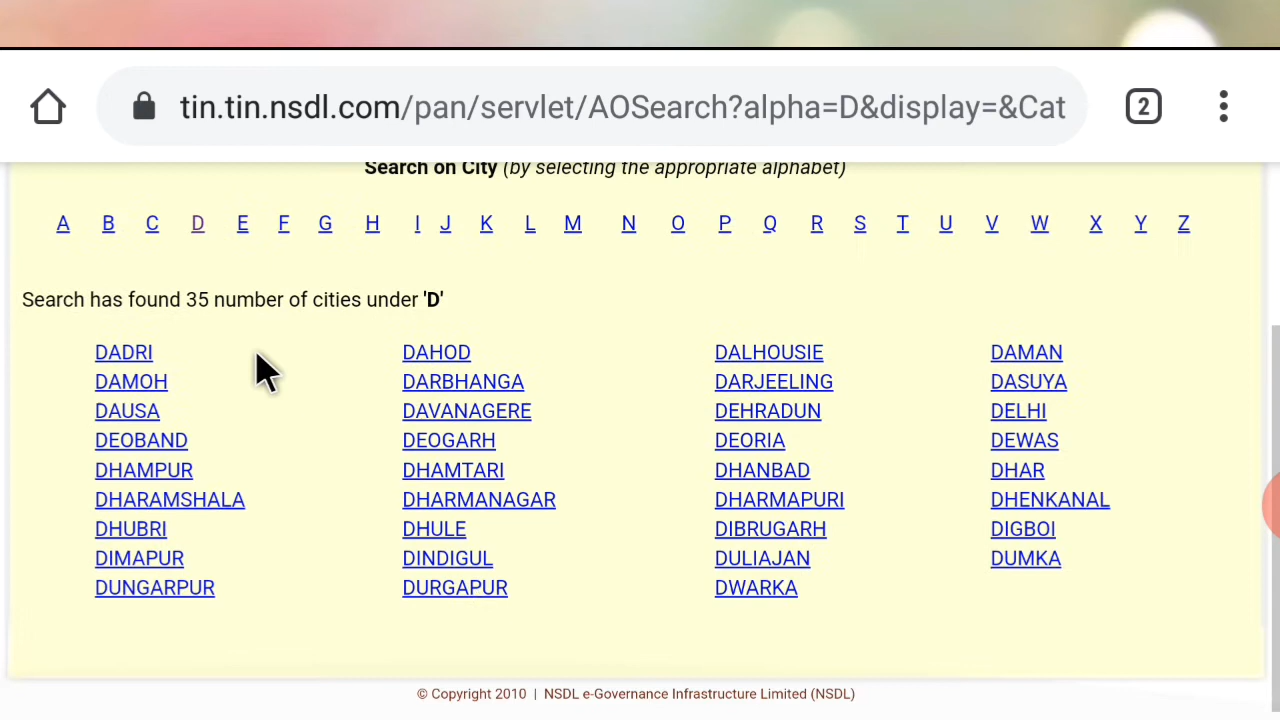 tin.tin.nsdl.com/pan/servlet/AOSearch?alpha=D&display=&Cat 2
Search on City (by selecting the appropriate alphabet)
A B C D E F G H I J K L M N O P Q R S T U V W X Y Z
Search has found 35 number of cities under 'D'
DADRI DAHOD DALHOUSIE DAMAN
DAMOH DARBHANGA DARJEELING DASUYA
DAUSA DAVANAGERE DEHRADUN DELHI
DEOBAND DEOGARH DEORIA DEWAS
DHAMPUR DHAMTARI DHANBAD DHAR
DHARAMSHALA DHARMANAGAR DHARMAPURI DHENKANAL
DHUBRI DHULE DIBRUGARH DIGBOI
DIMAPUR DINDIGUL DULIAJAN DUMKA
DUNGARPUR DURGAPUR DWARKA
© Copyright 2010 | NSDL e-Governance Infrastructure Limited (NSDL)